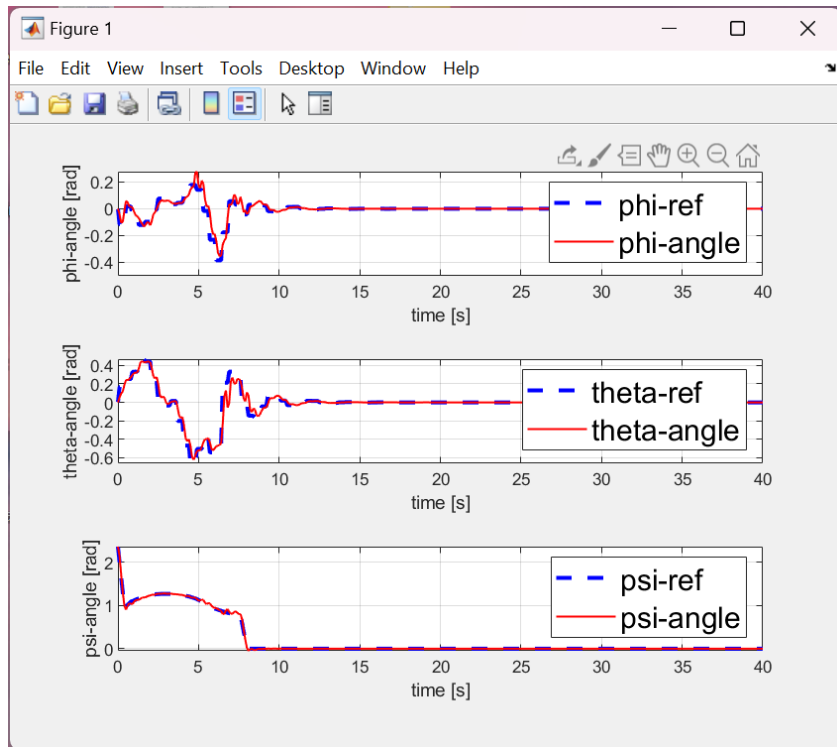 Figure 1
File Edit View Insert Tools Desktop Window Help
phi-angle [rad]
0.2
0
-0.2
-0.4
0 5 10 15 20 25 30 35 40
time [s]
phi-ref
phi-angle
theta-angle [rad]
0.4
0.2
0
-0.2
-0.4
-0.6
0 5 10 15 20 25 30 35 40
time [s]
theta-ref
theta-angle
psi-angle [rad]
2
1
0
0 5 10 15 20 25 30 35 40
time [s]
psi-ref
psi-angle